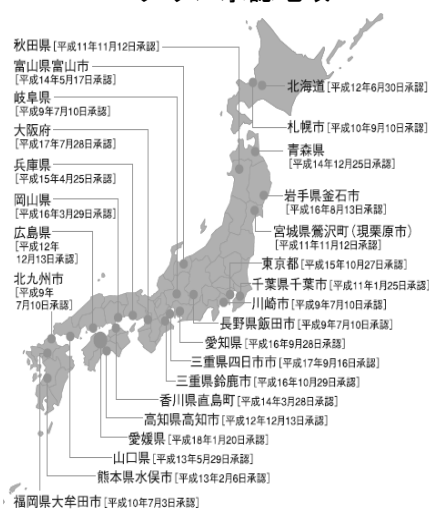 秋田県[平成11年11月12日承認]
富山県富山市
[平成14年5月17日承認]
岐阜県
[平成9年7月10日承認]
大阪府
[平成17年7月28日承認]
兵庫県
[平成15年4月25日承認]
岡山県
[平成16年3月29日承認]
広島県
[平成12年
12月13日承認]
北九州市
[平成9年
7月10日承認]
北海道[平成12年6月30日承認]
札幌市[平成10年9月10日承認]
青森県
[平成14年12月25日承認]
岩手県釜石市
[平成16年8月13日承認]
宮城県鶯沢町(現栗原市)
[平成11年11月12日承認]
東京都[平成15年10月27日承認]
千葉県千葉市[平成11年1月25日承認]
川崎市[平成9年7月10日承認]
長野県飯田市[平成9年7月10日承認]
愛知県[平成16年9月28日承認]
三重県四日市市[平成17年9月16日承認]
三重県鈴鹿市[平成16年10月29日承認]
香川県直島町[平成14年3月28日承認]
高知県高知市[平成12年12月13日承認]
愛媛県[平成18年1月20日承認]
山口県[平成13年5月29日承認]
熊本県水俣市[平成13年2月6日承認]
福岡県大牟田市[平成10年7月3日承認]